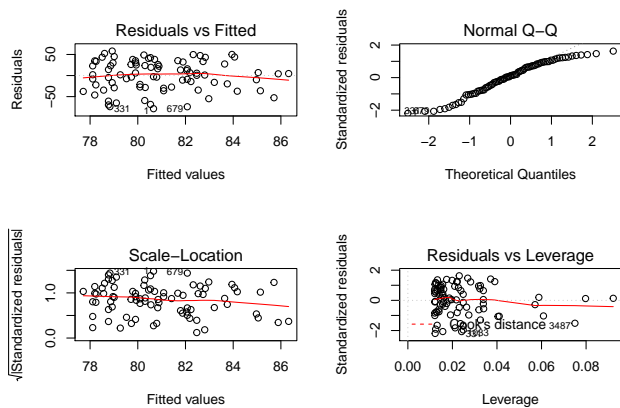 Residuals vs Fitted
Residuals
50
−50
331
1
679
78
80
82
84
86
Fitted values
Normal Q−Q
Standardized residuals
2
0
−2
−2
−1
0
1
2
Theoretical Quantiles
Scale−Location
√|Standardized residuals|
1.0
0.0
331
679
78
80
82
84
86
Fitted values
Residuals vs Leverage
Standardized residuals
2
0
−2
Cook's distance
3487
0.00
0.02
0.04
0.06
0.08
Leverage